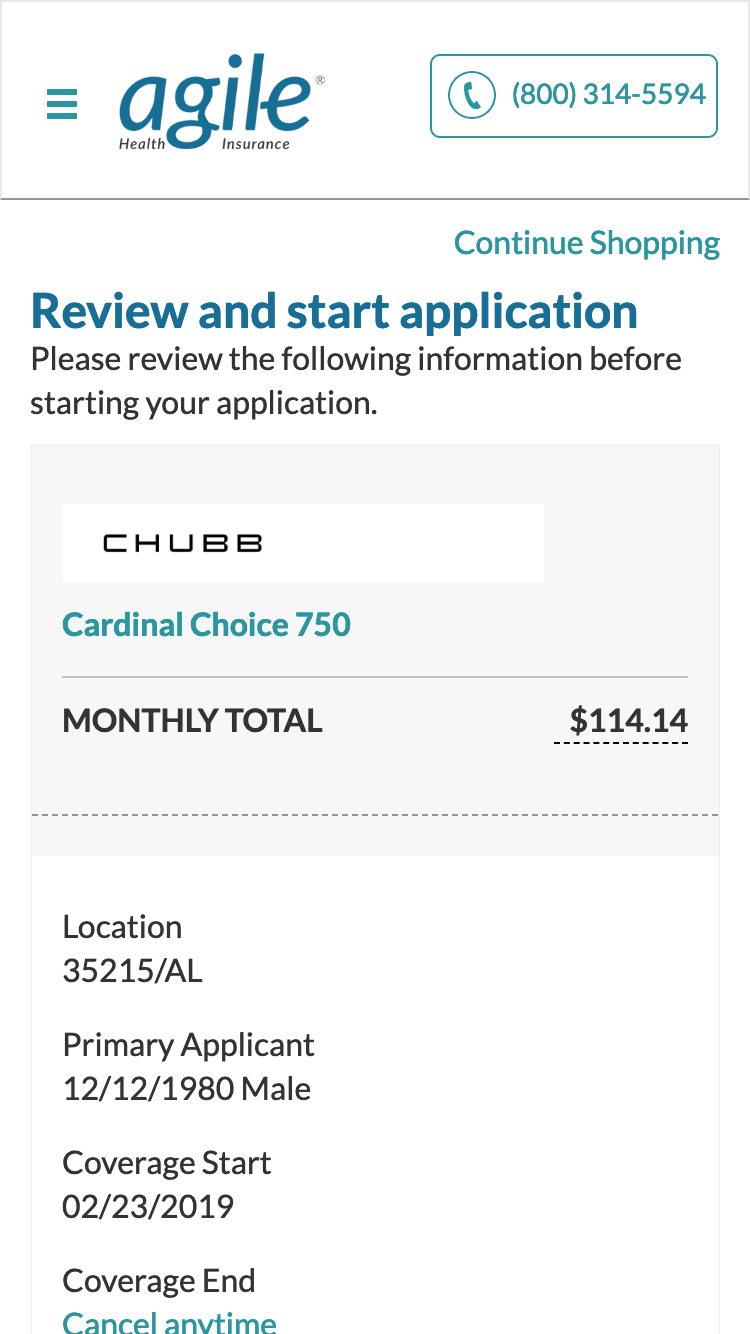 agile®
Health Insurance
(800) 314-5594
Continue Shopping
Review and start application
Please review the following information before
starting your application.
CHUBB
Cardinal Choice 750
MONTHLY TOTAL $114.14
Location
35215/AL
Primary Applicant
12/12/1980 Male
Coverage Start
02/23/2019
Coverage End
Cancel anytime